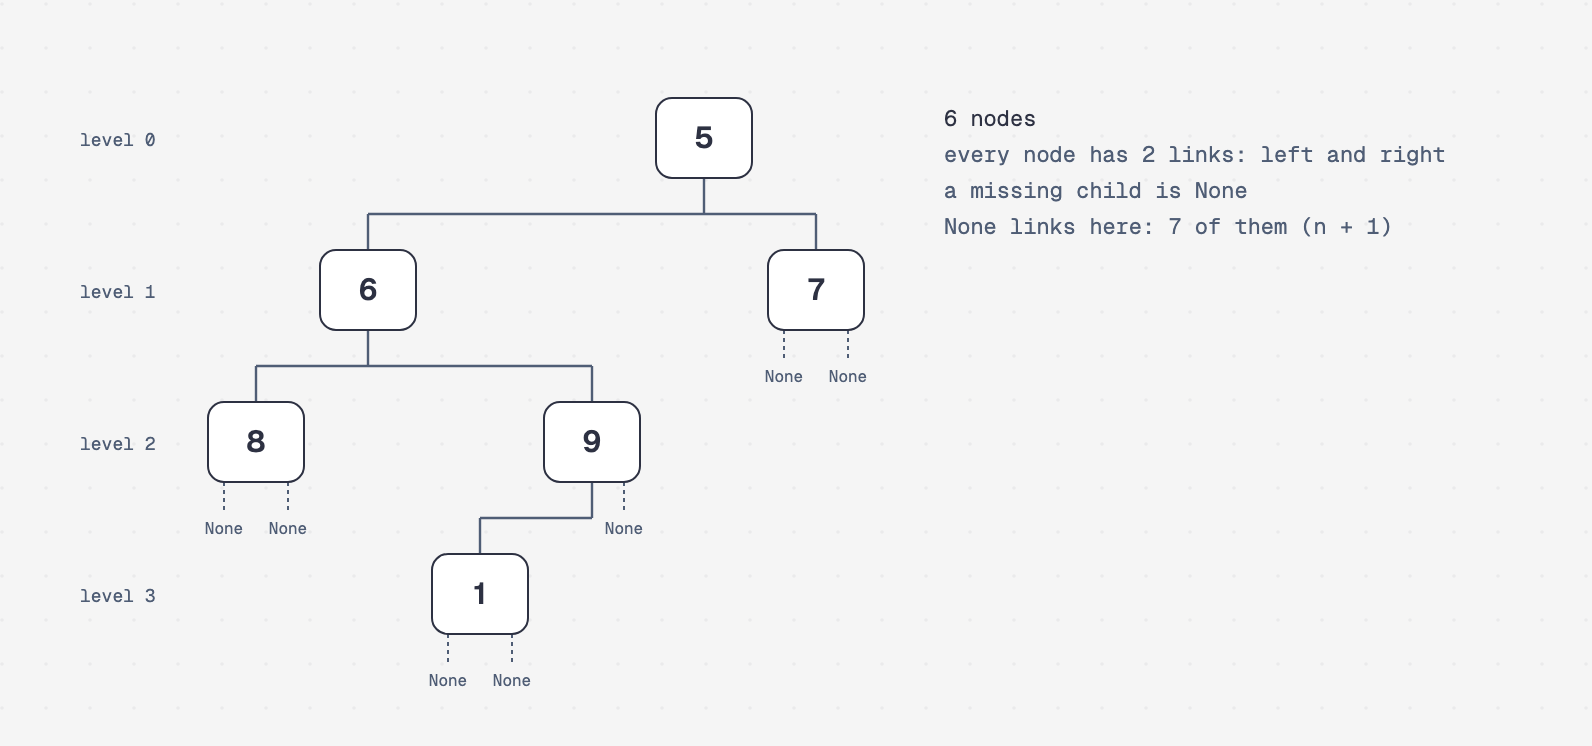 level 0
5
6 nodes
every node has 2 links: left and right
a missing child is None
None links here: 7 of them (n + 1)
level 1
6
7
None None
level 2
8
9
None None
None
level 3
1
None None